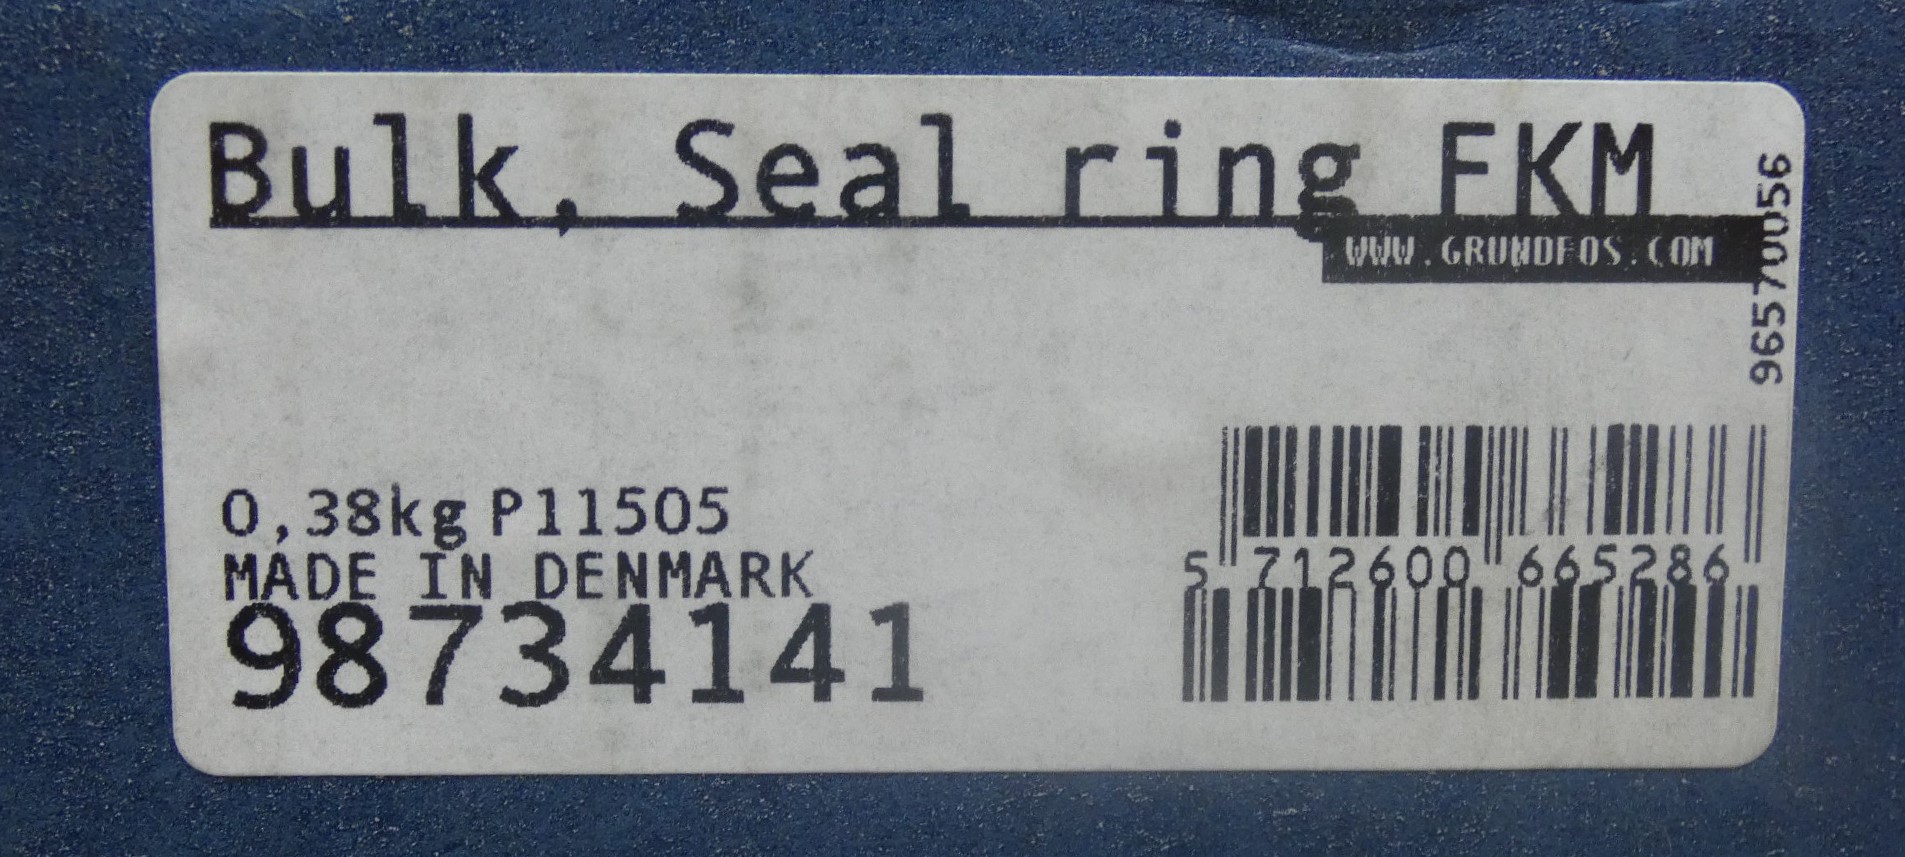 Bulk, Seal ring FKM
WWW.GRUNDFOS.COM
96570056
0,38kg P11505
MADE IN DENMARK
98734141
5 712600 665286